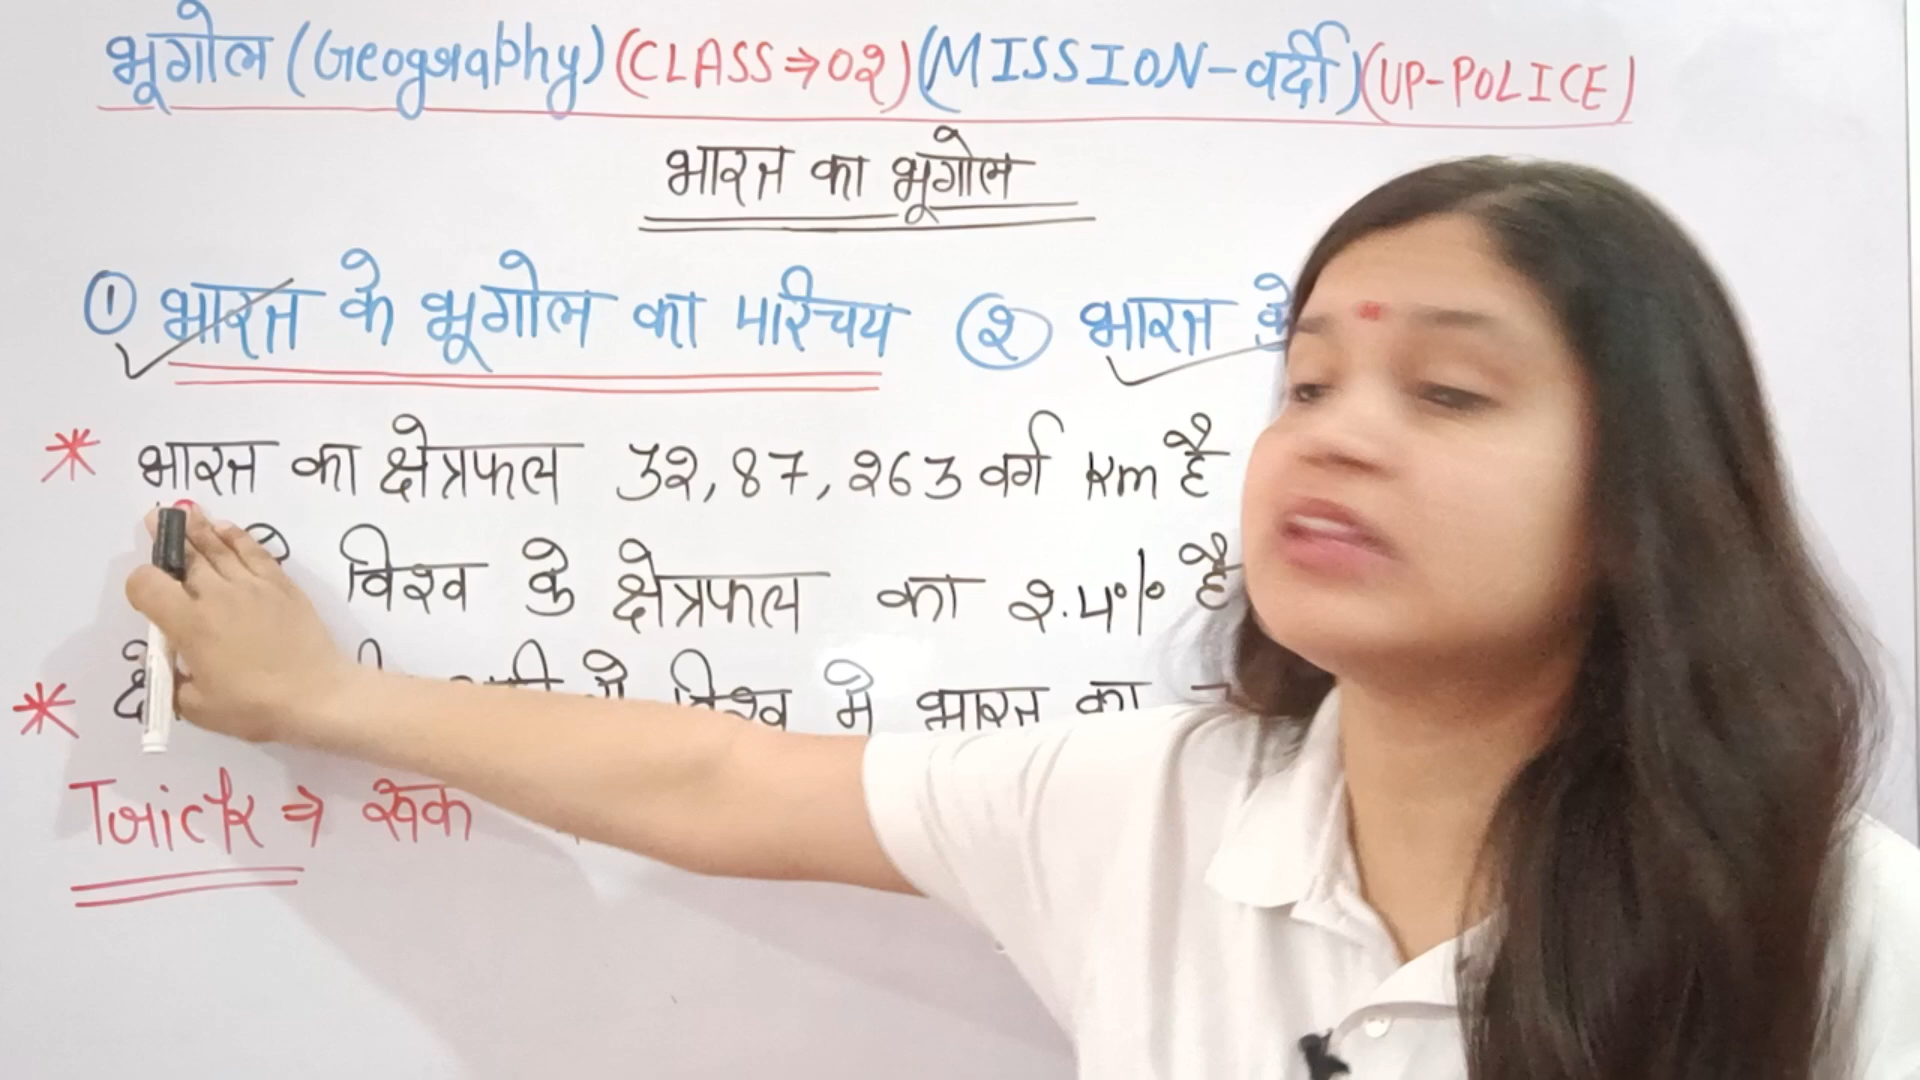 भूगोल (Geography) (CLASS⇒02) (MISSION-वर्दी) (UP-POLICE)
भारत का भूगोल
① भारत के भूगोल का परिचय ② भारत के
* भारत का क्षेत्रफल 32,87,263 वर्ग km है
विश्व के क्षेत्रफल का 2.4% है
* विश्व मे भारत का
Trick ⇒ रूक